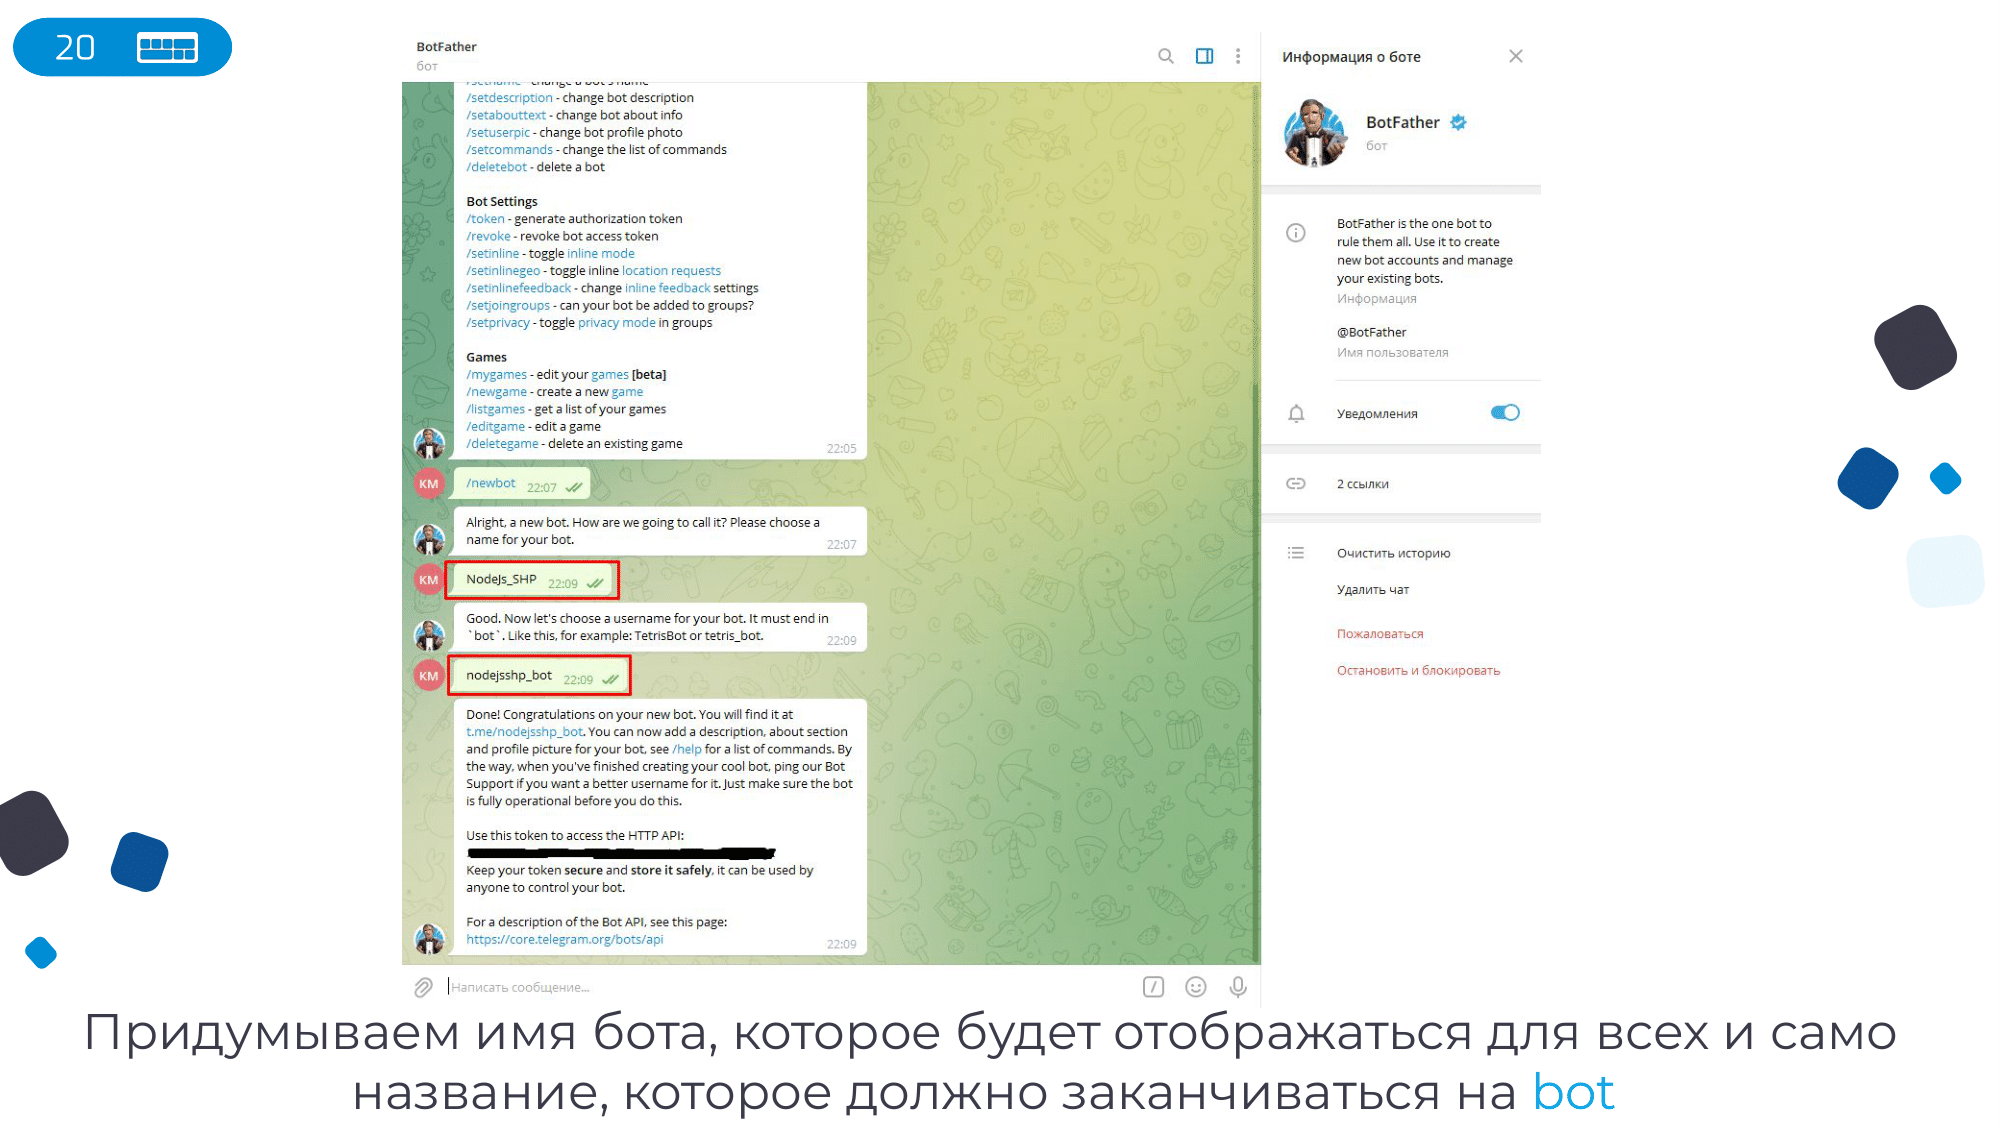 20
BotFather
бот
/setname - change a bot's name
/setdescription - change bot description
/setabouttext - change bot about info
/setuserpic - change bot profile photo
/setcommands - change the list of commands
/deletebot - delete a bot
Bot Settings
/token - generate authorization token
/revoke - revoke bot access token
/setinline - toggle inline mode
/setinlinegeo - toggle inline location requests
/setinlinefeedback - change inline feedback settings
/setjoingroups - can your bot be added to groups?
/setprivacy - toggle privacy mode in groups
Games
/mygames - edit your games [beta]
/newgame - create a new game
/listgames - get a list of your games
/editgame - edit a game
/deletegame - delete an existing game
22:05
KM
/newbot 22:07
Alright, a new bot. How are we going to call it? Please choose a
name for your bot.
22:07
KM
NodeJs_SHP 22:09
Good. Now let's choose a username for your bot. It must end in
`bot`. Like this, for example: TetrisBot or tetris_bot.
22:09
KM
nodejsshp_bot 22:09
Done! Congratulations on your new bot. You will find it at
t.me/nodejsshp_bot. You can now add a description, about section
and profile picture for your bot, see /help for a list of commands. By
the way, when you've finished creating your cool bot, ping our Bot
Support if you want a better username for it. Just make sure the bot
is fully operational before you do this.
Use this token to access the HTTP API:
Keep your token secure and store it safely, it can be used by
anyone to control your bot.
For a description of the Bot API, see this page:
https://core.telegram.org/bots/api
22:09
Написать сообщение...
Информация о боте
BotFather
бот
BotFather is the one bot to
rule them all. Use it to create
new bot accounts and manage
your existing bots.
Информация
@BotFather
Имя пользователя
Уведомления
2 ссылки
Очистить историю
Удалить чат
Пожаловаться
Остановить и блокировать
Придумываем имя бота, которое будет отображаться для всех и само
название, которое должно заканчиваться на bot